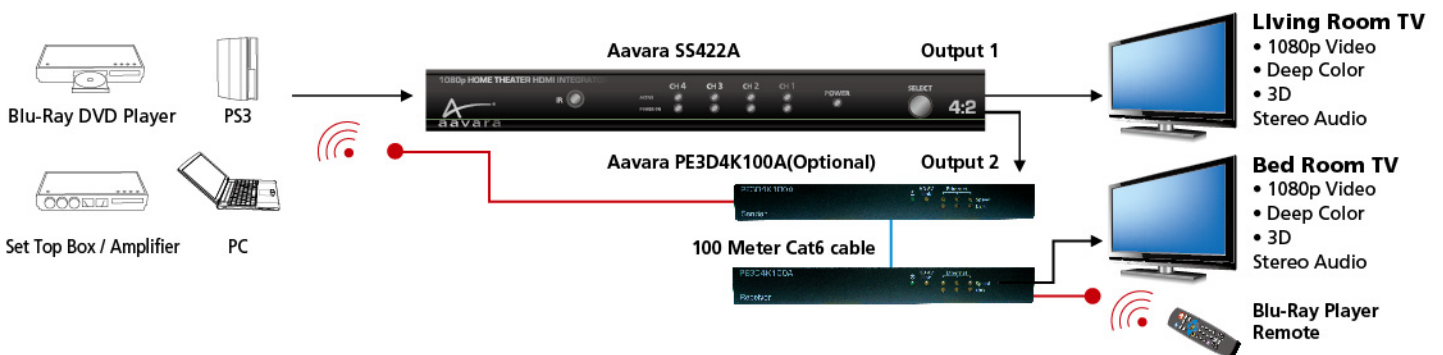 Blu-Ray DVD Player
PS3
Set Top Box / Amplifier
PC
Aavara SS422A
Output 1
1080p HOME THEATER HDMI INTEGRATOR
IR
CH 4
CH 3
CH 2
CH 1
POWER
SELECT
4:2
aavara
Aavara PE3D4K100A(Optional)
Output 2
Sender
100 Meter Cat6 cable
PE3D4K100A
Receiver
LIving Room TV
• 1080p Video
• Deep Color
• 3D
Stereo Audio
Bed Room TV
• 1080p Video
• Deep Color
• 3D
Stereo Audio
Blu-Ray Player
Remote